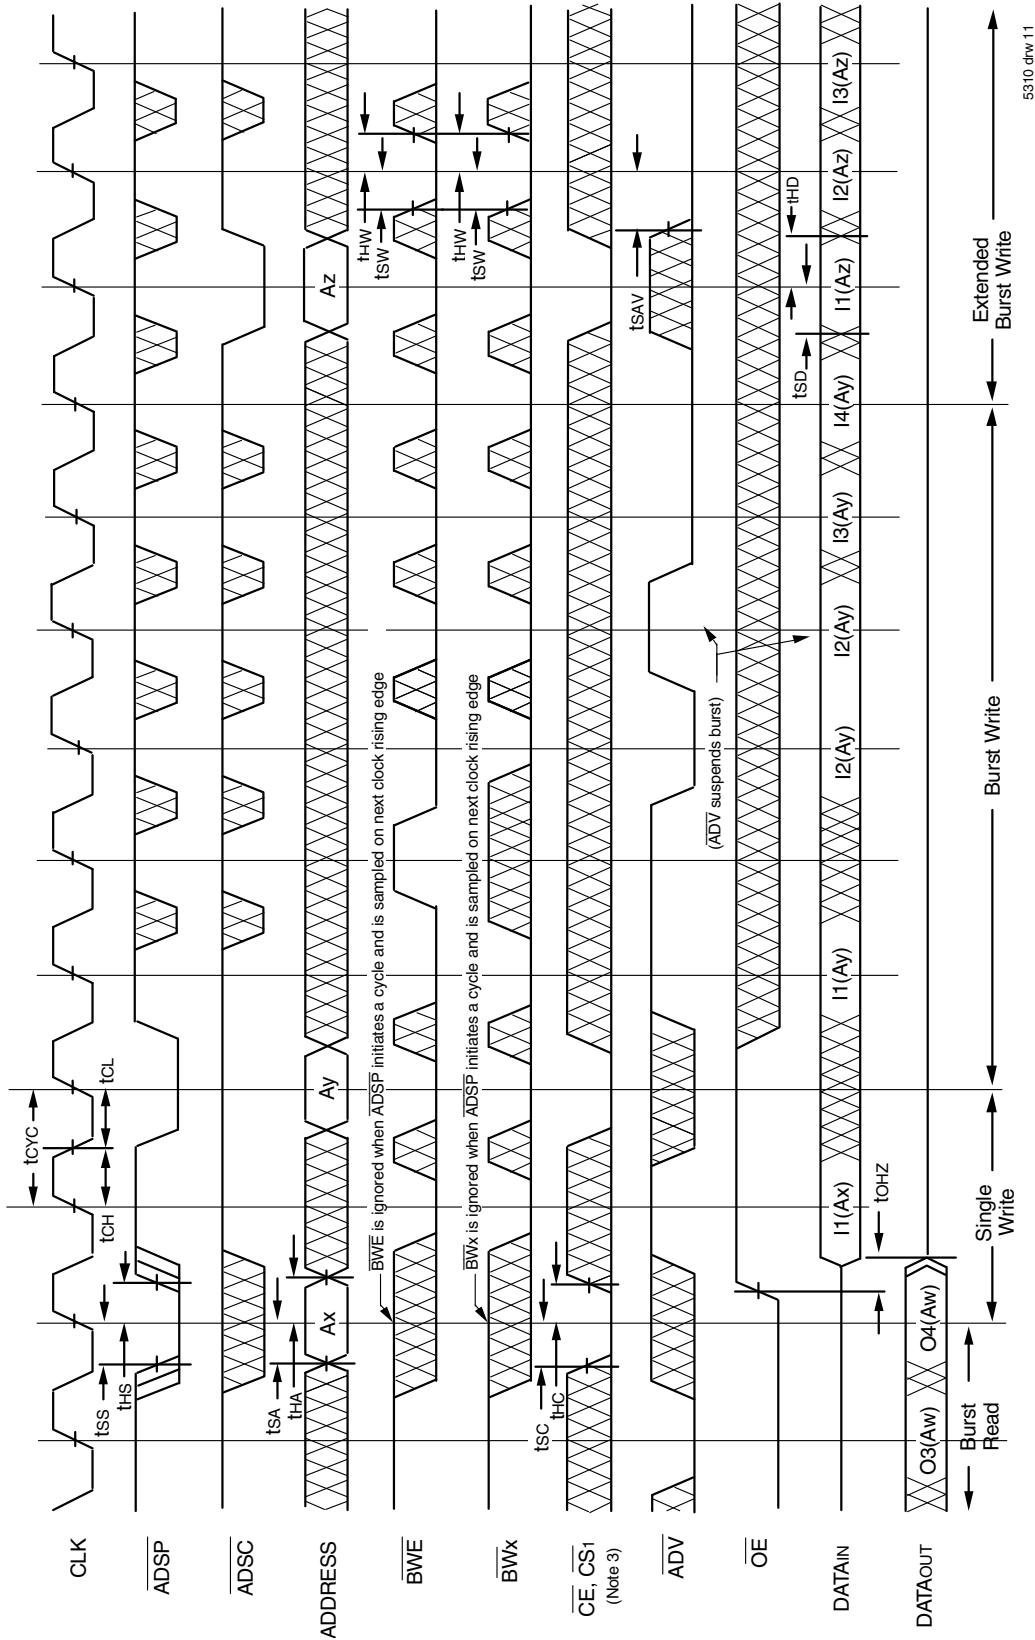 CLK
tCYC
tCH
tCL
ADSP
tSS
tHS
ADSC
ADDRESS
tSA
tHA
Ax
Ay
Az
BWE
BWE is ignored when ADSP initiates a cycle and is sampled on next clock rising edge
tHW
tSW
BWx
BWx is ignored when ADSP initiates a cycle and is sampled on next clock rising edge
tHW
tSW
CE, CS1
(Note 3)
tSC
tHC
ADV
tSAV
(ADV suspends burst)
OE
DATAIN
tSD
tHD
I1(Ax)
I1(Ay)
I2(Ay)
I2(Ay)
I3(Ay)
I4(Ay)
I1(Az)
I2(Az)
I3(Az)
tOHZ
DATAOUT
O3(Aw)
O4(Aw)
Burst
Read
Single
Write
Burst Write
Extended
Burst Write
5310 drw 11